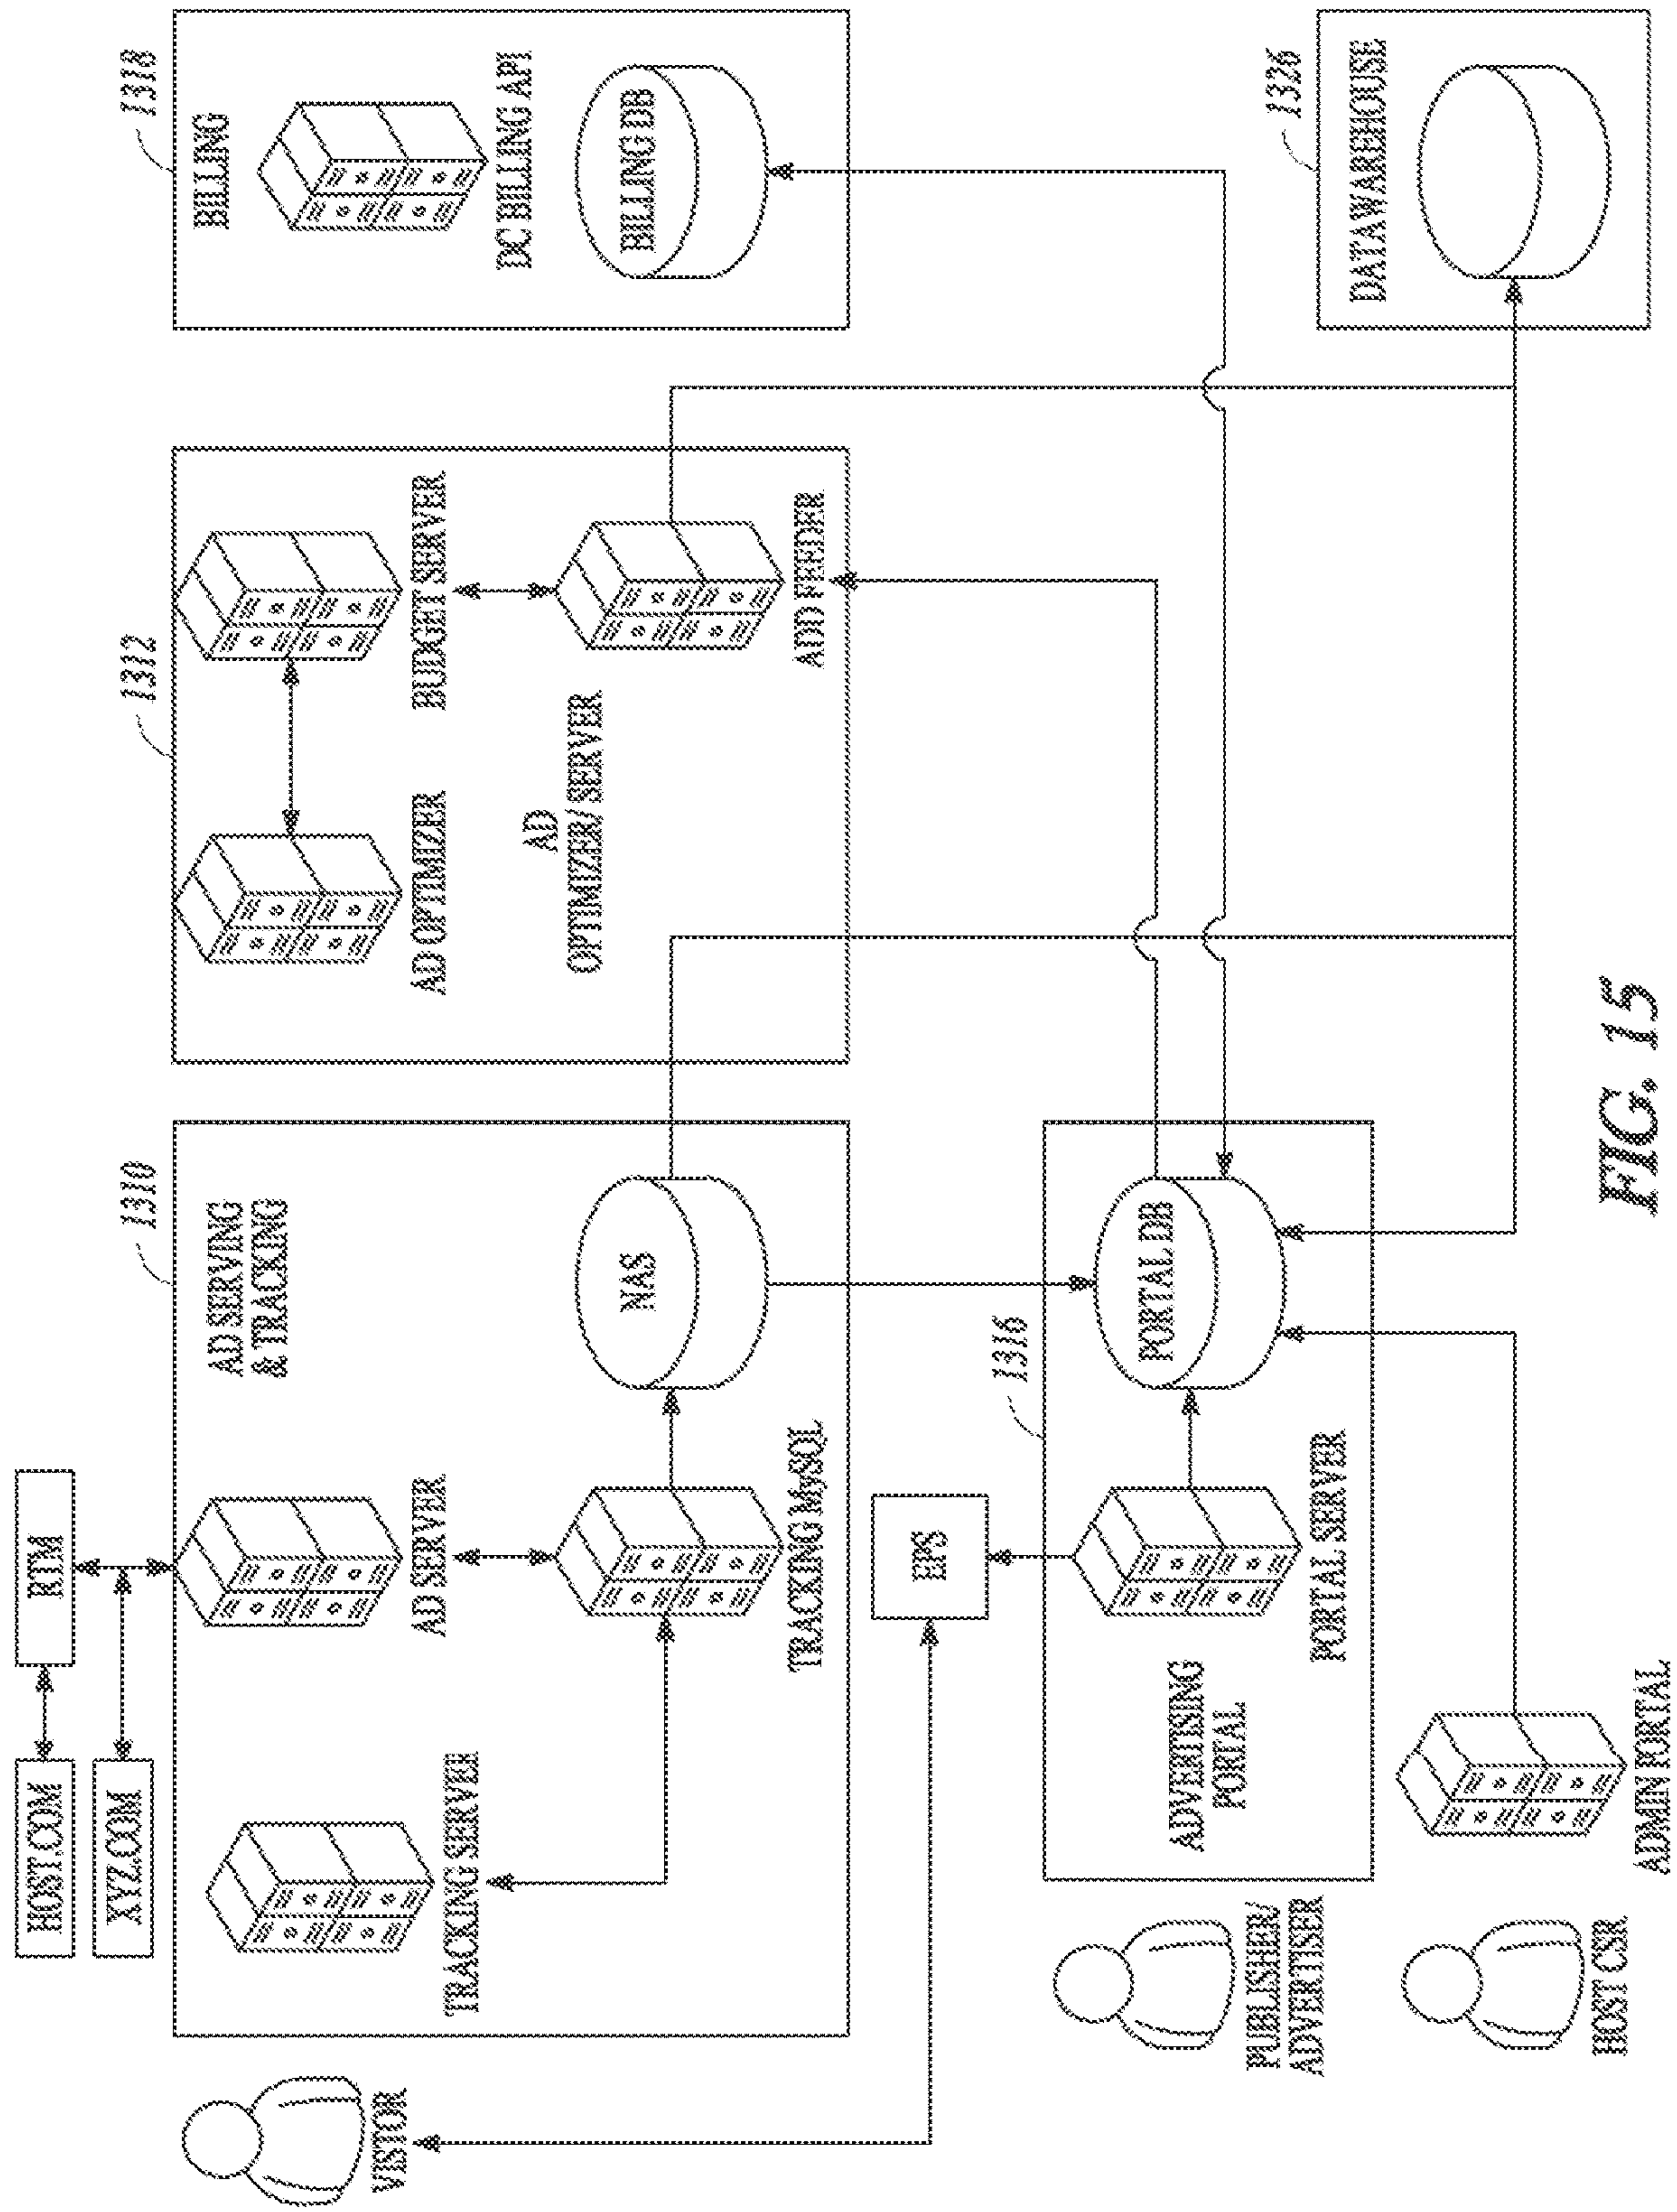 HOST.COM
RTM
XYZ.COM
1310
AD SERVING
& TRACKING
AD SERVER
TRACKING SERVER
TRACKING MySQL
NAS
VISTOR
1312
AD OPTIMIZER
BUDGET SERVER
AD
OPTIMIZER/ SERVER
ADD FEEDER
1318
BILLING
DC BILLING API
BILLING DB
EPS
1316
PORTAL DB
ADVERTISING
PORTAL
PORTAL SERVER
PUBLISHER/
ADVERTISER
HOST CSR
ADMIN PORTAL
1326
DATAWAREHOUSE
FIG. 15